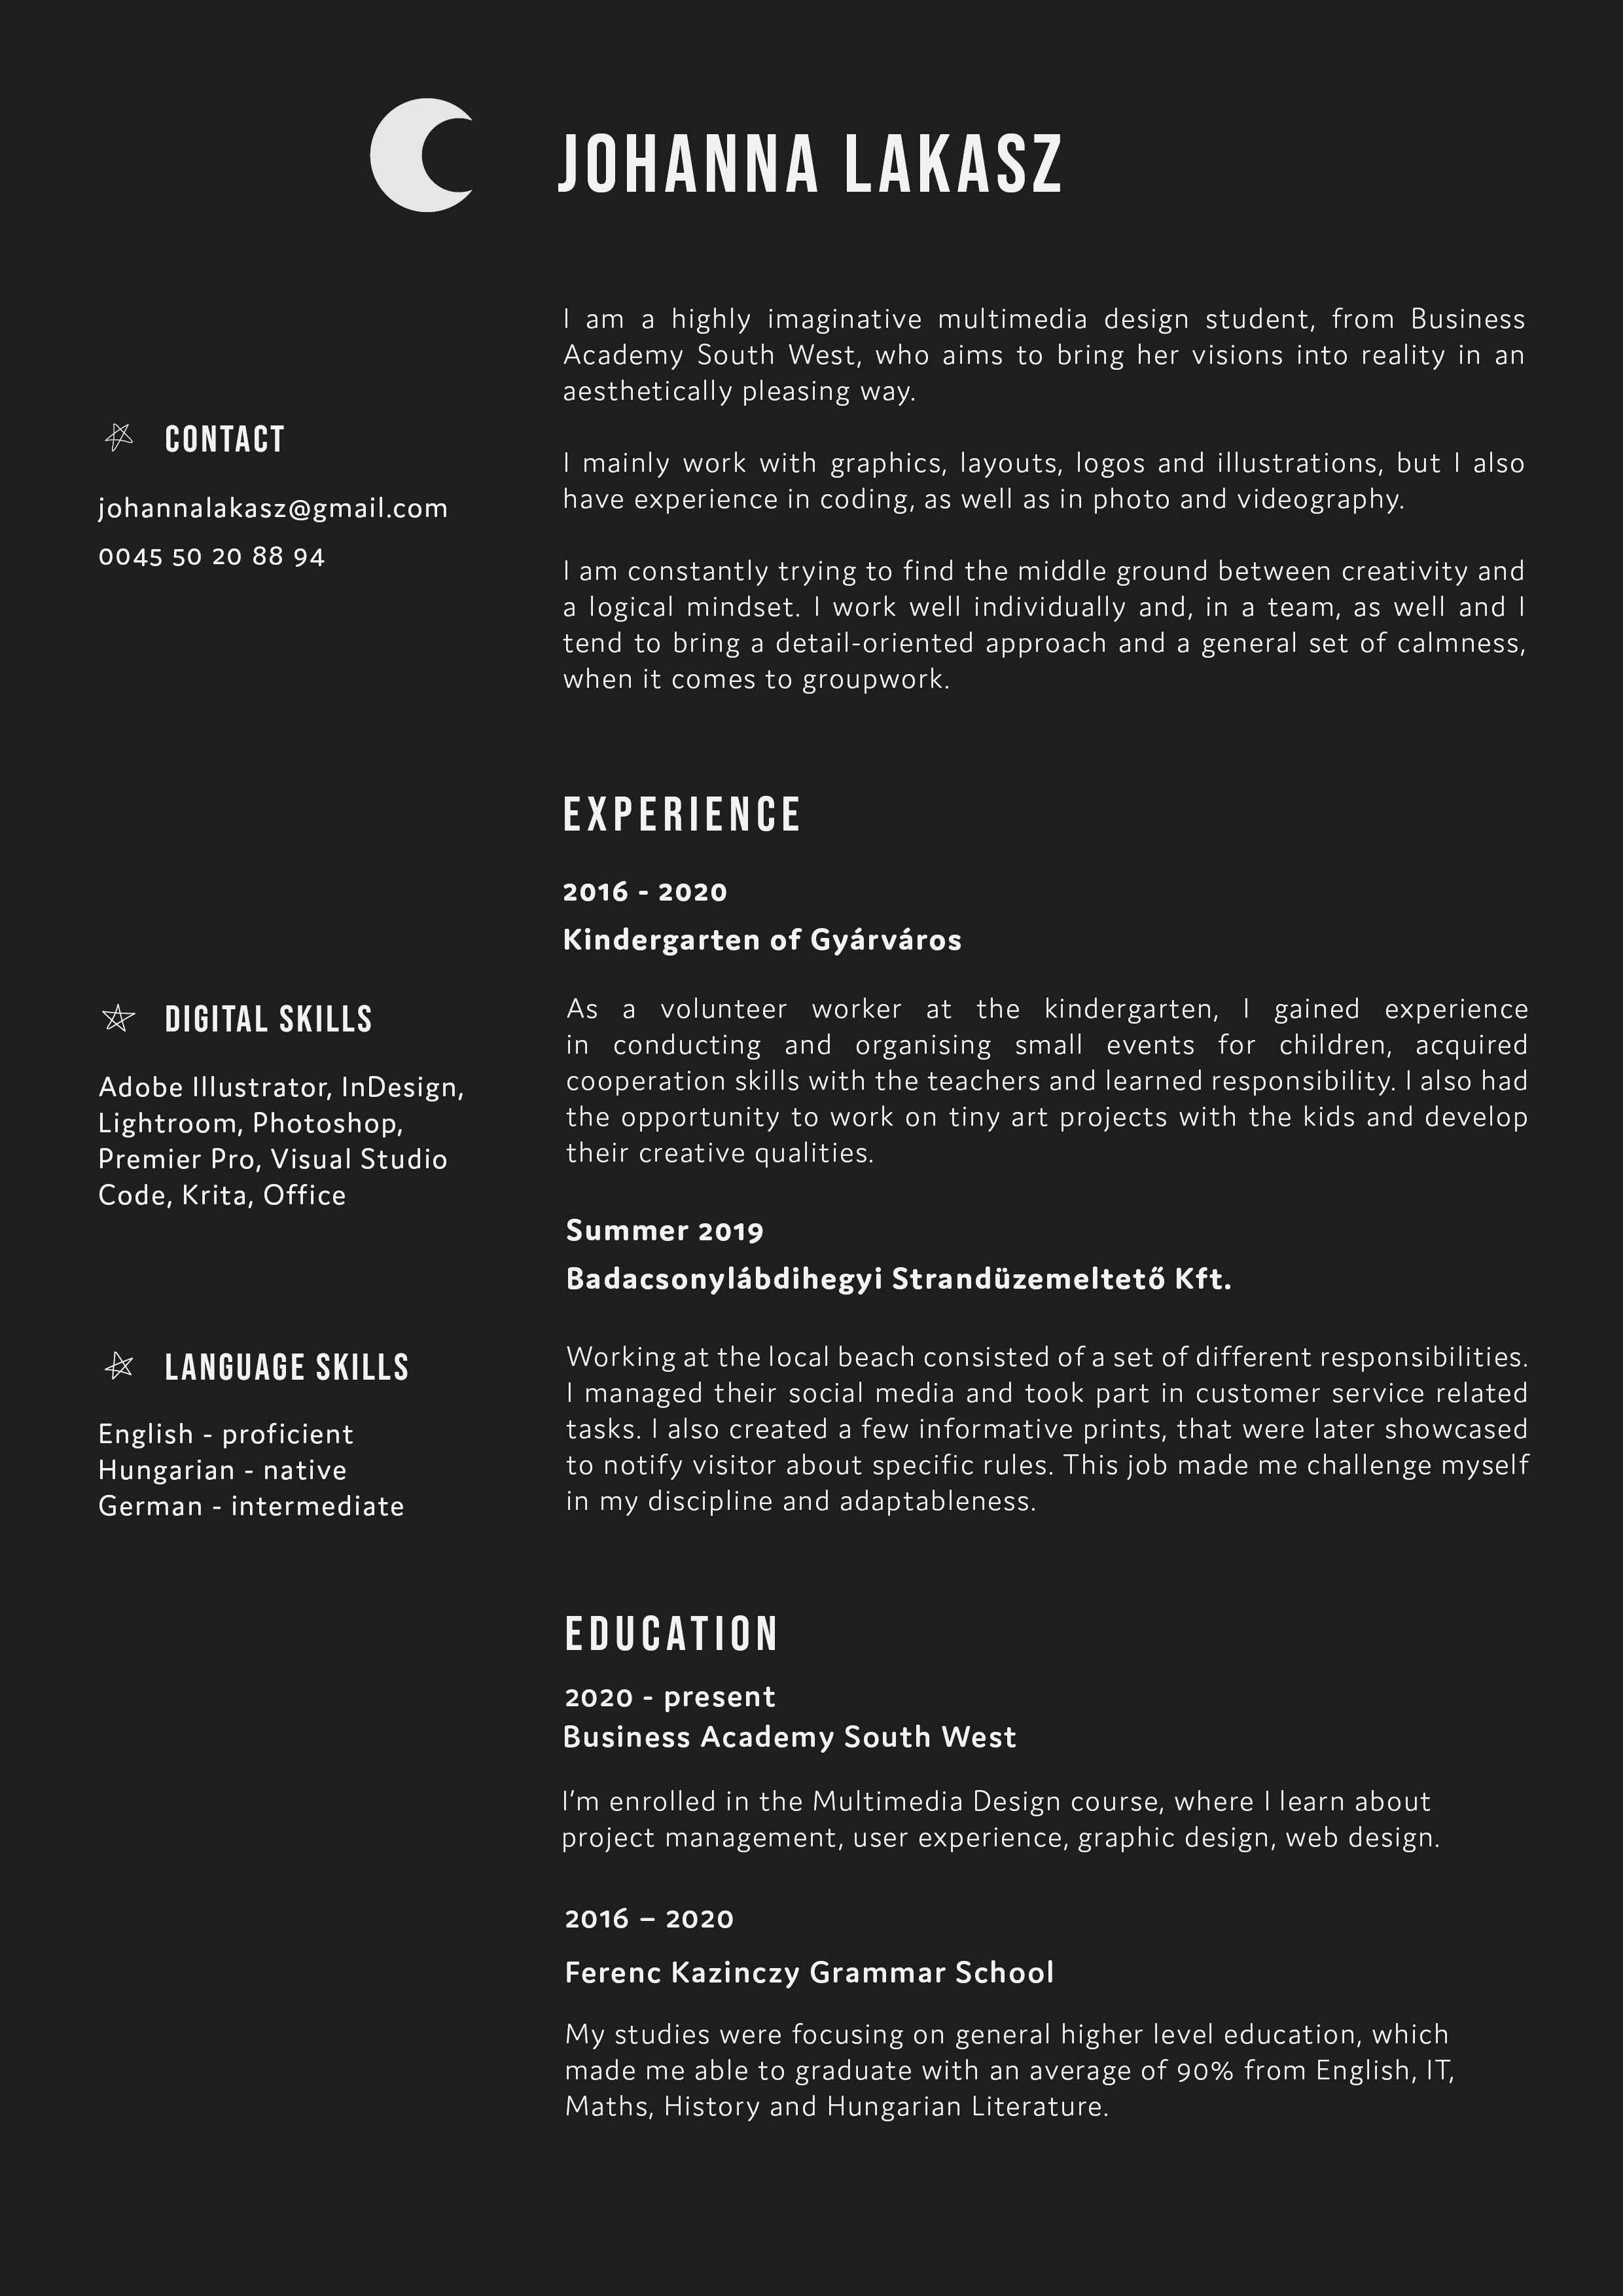 JOHANNA LAKASZ
I am a highly imaginative multimedia design student, from Business
Academy South West, who aims to bring her visions into reality in an
aesthetically pleasing way.
I mainly work with graphics, layouts, logos and illustrations, but I also
have experience in coding, as well as in photo and videography.
I am constantly trying to find the middle ground between creativity and
a logical mindset. I work well individually and, in a team, as well and I
tend to bring a detail-oriented approach and a general set of calmness,
when it comes to groupwork.
CONTACT
johannalakasz@gmail.com
0045 50 20 88 94
DIGITAL SKILLS
Adobe Illustrator, InDesign,
Lightroom, Photoshop,
Premier Pro, Visual Studio
Code, Krita, Office
LANGUAGE SKILLS
English - proficient
Hungarian - native
German - intermediate
EXPERIENCE
2016 - 2020
Kindergarten of Gyárváros
As a volunteer worker at the kindergarten, I gained experience
in conducting and organising small events for children, acquired
cooperation skills with the teachers and learned responsibility. I also had
the opportunity to work on tiny art projects with the kids and develop
their creative qualities.
Summer 2019
Badacsonylábdihegyi Strandüzemeltető Kft.
Working at the local beach consisted of a set of different responsibilities.
I managed their social media and took part in customer service related
tasks. I also created a few informative prints, that were later showcased
to notify visitor about specific rules. This job made me challenge myself
in my discipline and adaptableness.
EDUCATION
2020 - present
Business Academy South West
I’m enrolled in the Multimedia Design course, where I learn about
project management, user experience, graphic design, web design.
2016 – 2020
Ferenc Kazinczy Grammar School
My studies were focusing on general higher level education, which
made me able to graduate with an average of 90% from English, IT,
Maths, History and Hungarian Literature.